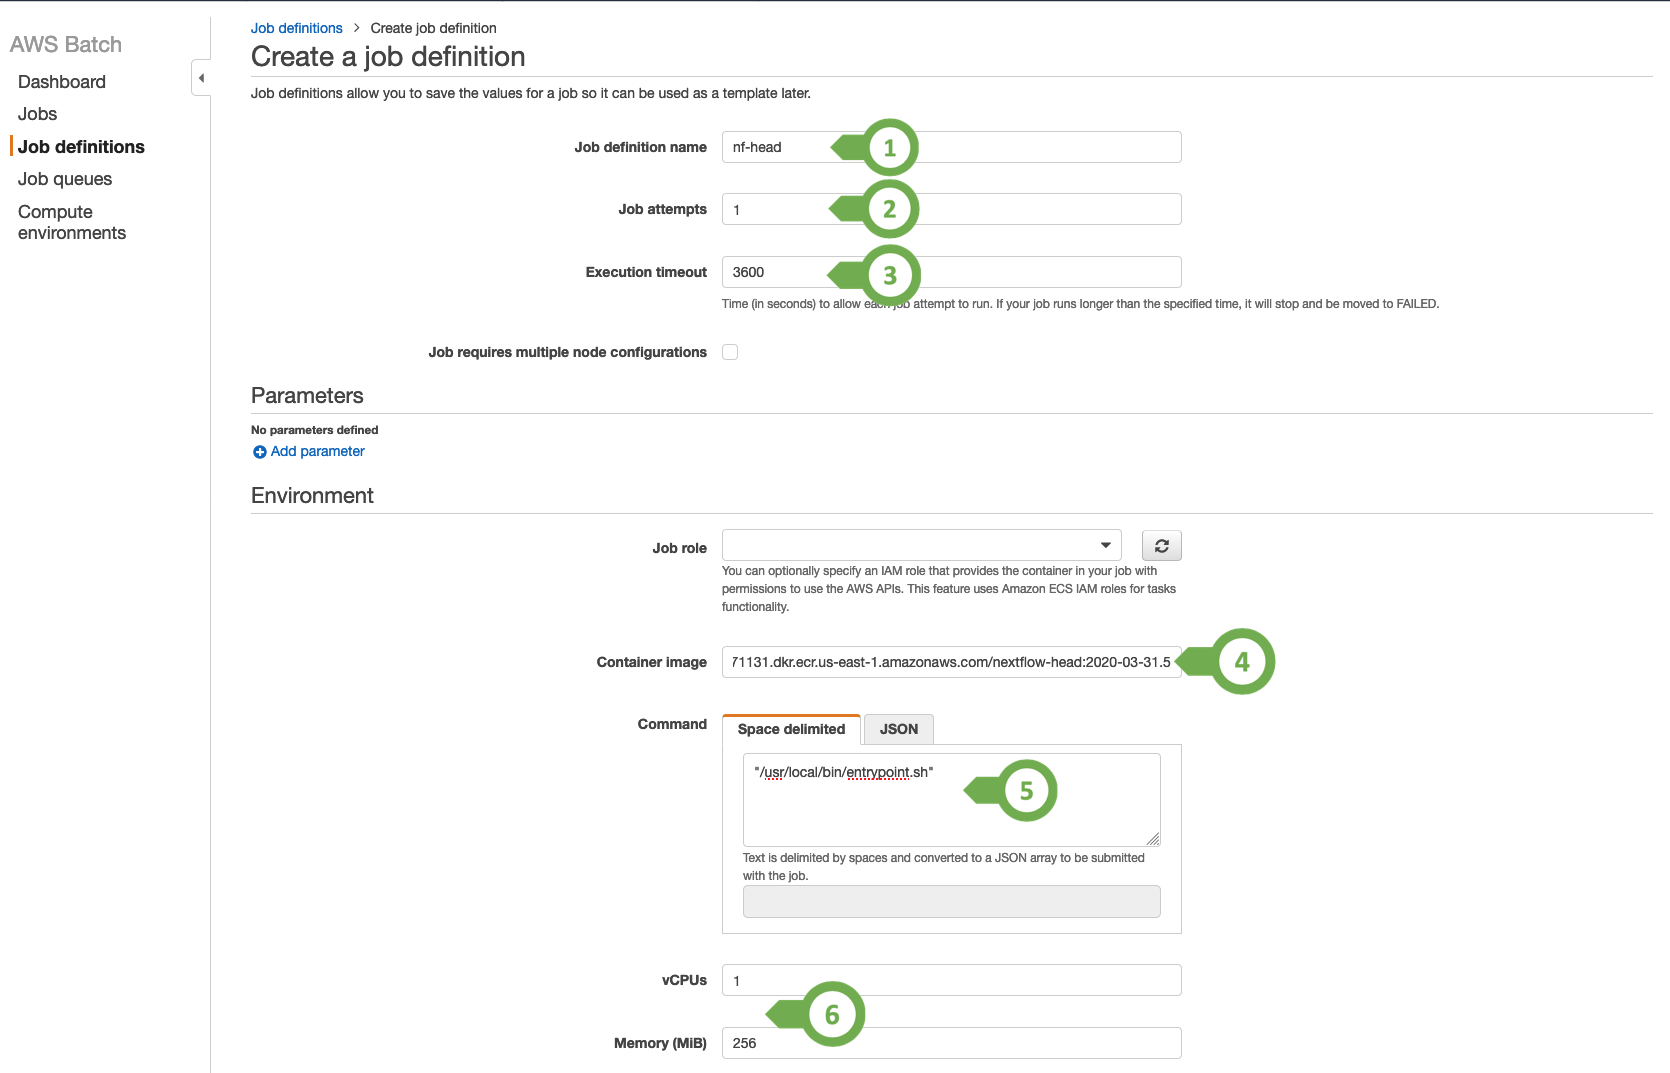 AWS Batch
Dashboard
Jobs
Job definitions
Job queues
Compute
environments
Job definitions > Create job definition
Create a job definition
Job definitions allow you to save the values for a job so it can be used as a template later.
Job definition name nf-head 1
Job attempts 1 2
Execution timeout 3600 3
Time (in seconds) to allow each job attempt to run. If your job runs longer than the specified time, it will stop and be moved to FAILED.
Job requires multiple node configurations
Parameters
No parameters defined
Add parameter
Environment
Job role
You can optionally specify an IAM role that provides the container in your job with
permissions to use the AWS APIs. This feature uses Amazon ECS IAM roles for tasks
functionality.
Container image 71131.dkr.ecr.us-east-1.amazonaws.com/nextflow-head:2020-03-31.5 4
Command Space delimited JSON
"/usr/local/bin/entrypoint.sh" 5
Text is delimited by spaces and converted to a JSON array to be submitted
with the job.
vCPUs 1
6
Memory (MiB) 256